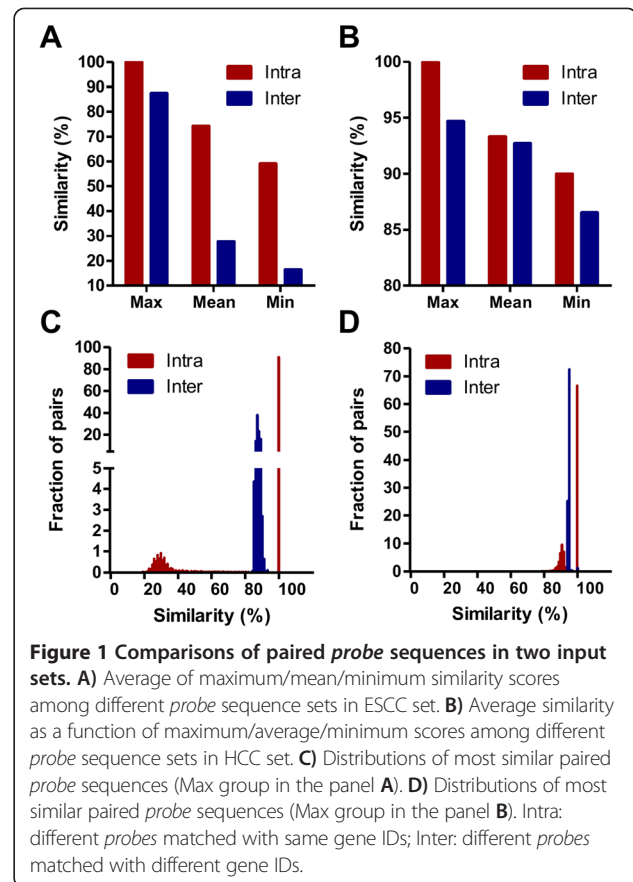 A
100
90
80
70
60
50
40
30
20
10
Similarity (%)
Intra
Inter
Max Mean Min
B
100
95
90
85
80
Similarity (%)
Intra
Inter
Max Mean Min
C
100
80
60
40
20
5
4
3
2
1
0
Fraction of pairs
Intra
Inter
0 20 40 60 80 100
Similarity (%)
D
80
70
60
50
40
30
20
10
0
Fraction of pairs
Intra
Inter
0 20 40 60 80 100
Similarity (%)
Figure 1 Comparisons of paired probe sequences in two input
sets. A) Average of maximum/mean/minimum similarity scores
among different probe sequence sets in ESCC set. B) Average similarity
as a function of maximum/average/minimum scores among different
probe sequence sets in HCC set. C) Distributions of most similar paired
probe sequences (Max group in the panel A). D) Distributions of most
similar paired probe sequences (Max group in the panel B). Intra:
different probes matched with same gene IDs; Inter: different probes
matched with different gene IDs.